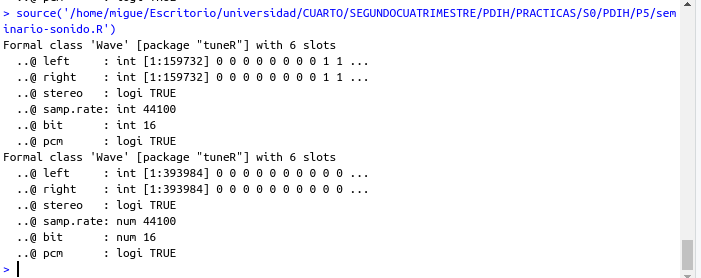 > source('/home/migue/Escritorio/universidad/CUARTO/SEGUNDOCUATRIMESTRE/PDIH/PRACTICAS/S0/PDIH/P5/sem
inario-sonido.R')
Formal class 'Wave' [package "tuneR"] with 6 slots
  ..@ left     : int [1:159732] 0 0 0 0 0 0 0 0 1 1 ...
  ..@ right    : int [1:159732] 0 0 0 0 0 0 0 0 1 1 ...
  ..@ stereo   : logi TRUE
  ..@ samp.rate: int 44100
  ..@ bit      : int 16
  ..@ pcm      : logi TRUE
Formal class 'Wave' [package "tuneR"] with 6 slots
  ..@ left     : int [1:393984] 0 0 0 0 0 0 0 0 0 0 ...
  ..@ right    : int [1:393984] 0 0 0 0 0 0 0 0 0 0 ...
  ..@ stereo   : logi TRUE
  ..@ samp.rate: num 44100
  ..@ bit      : num 16
  ..@ pcm      : logi TRUE
>